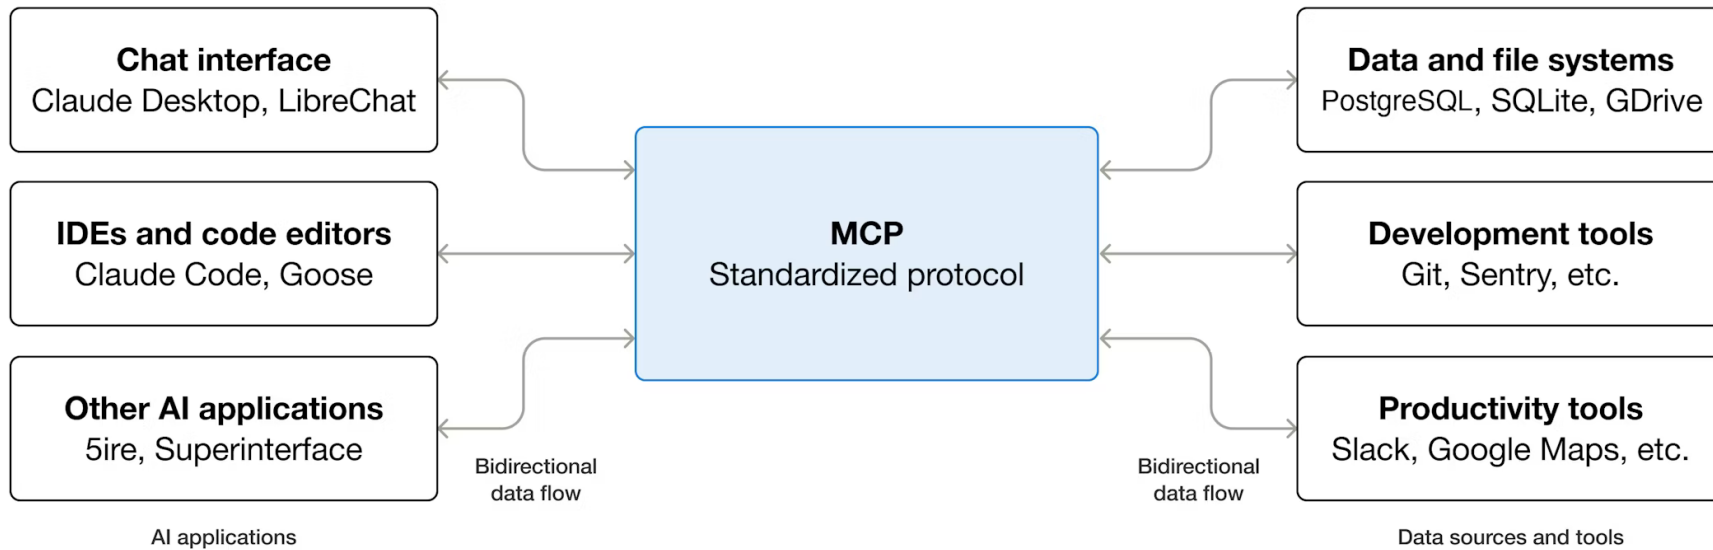 Chat interface
Claude Desktop, LibreChat
IDEs and code editors
Claude Code, Goose
Other AI applications
5ire, Superinterface
AI applications
Bidirectional
data flow
MCP
Standardized protocol
Bidirectional
data flow
Data and file systems
PostgreSQL, SQLite, GDrive
Development tools
Git, Sentry, etc.
Productivity tools
Slack, Google Maps, etc.
Data sources and tools